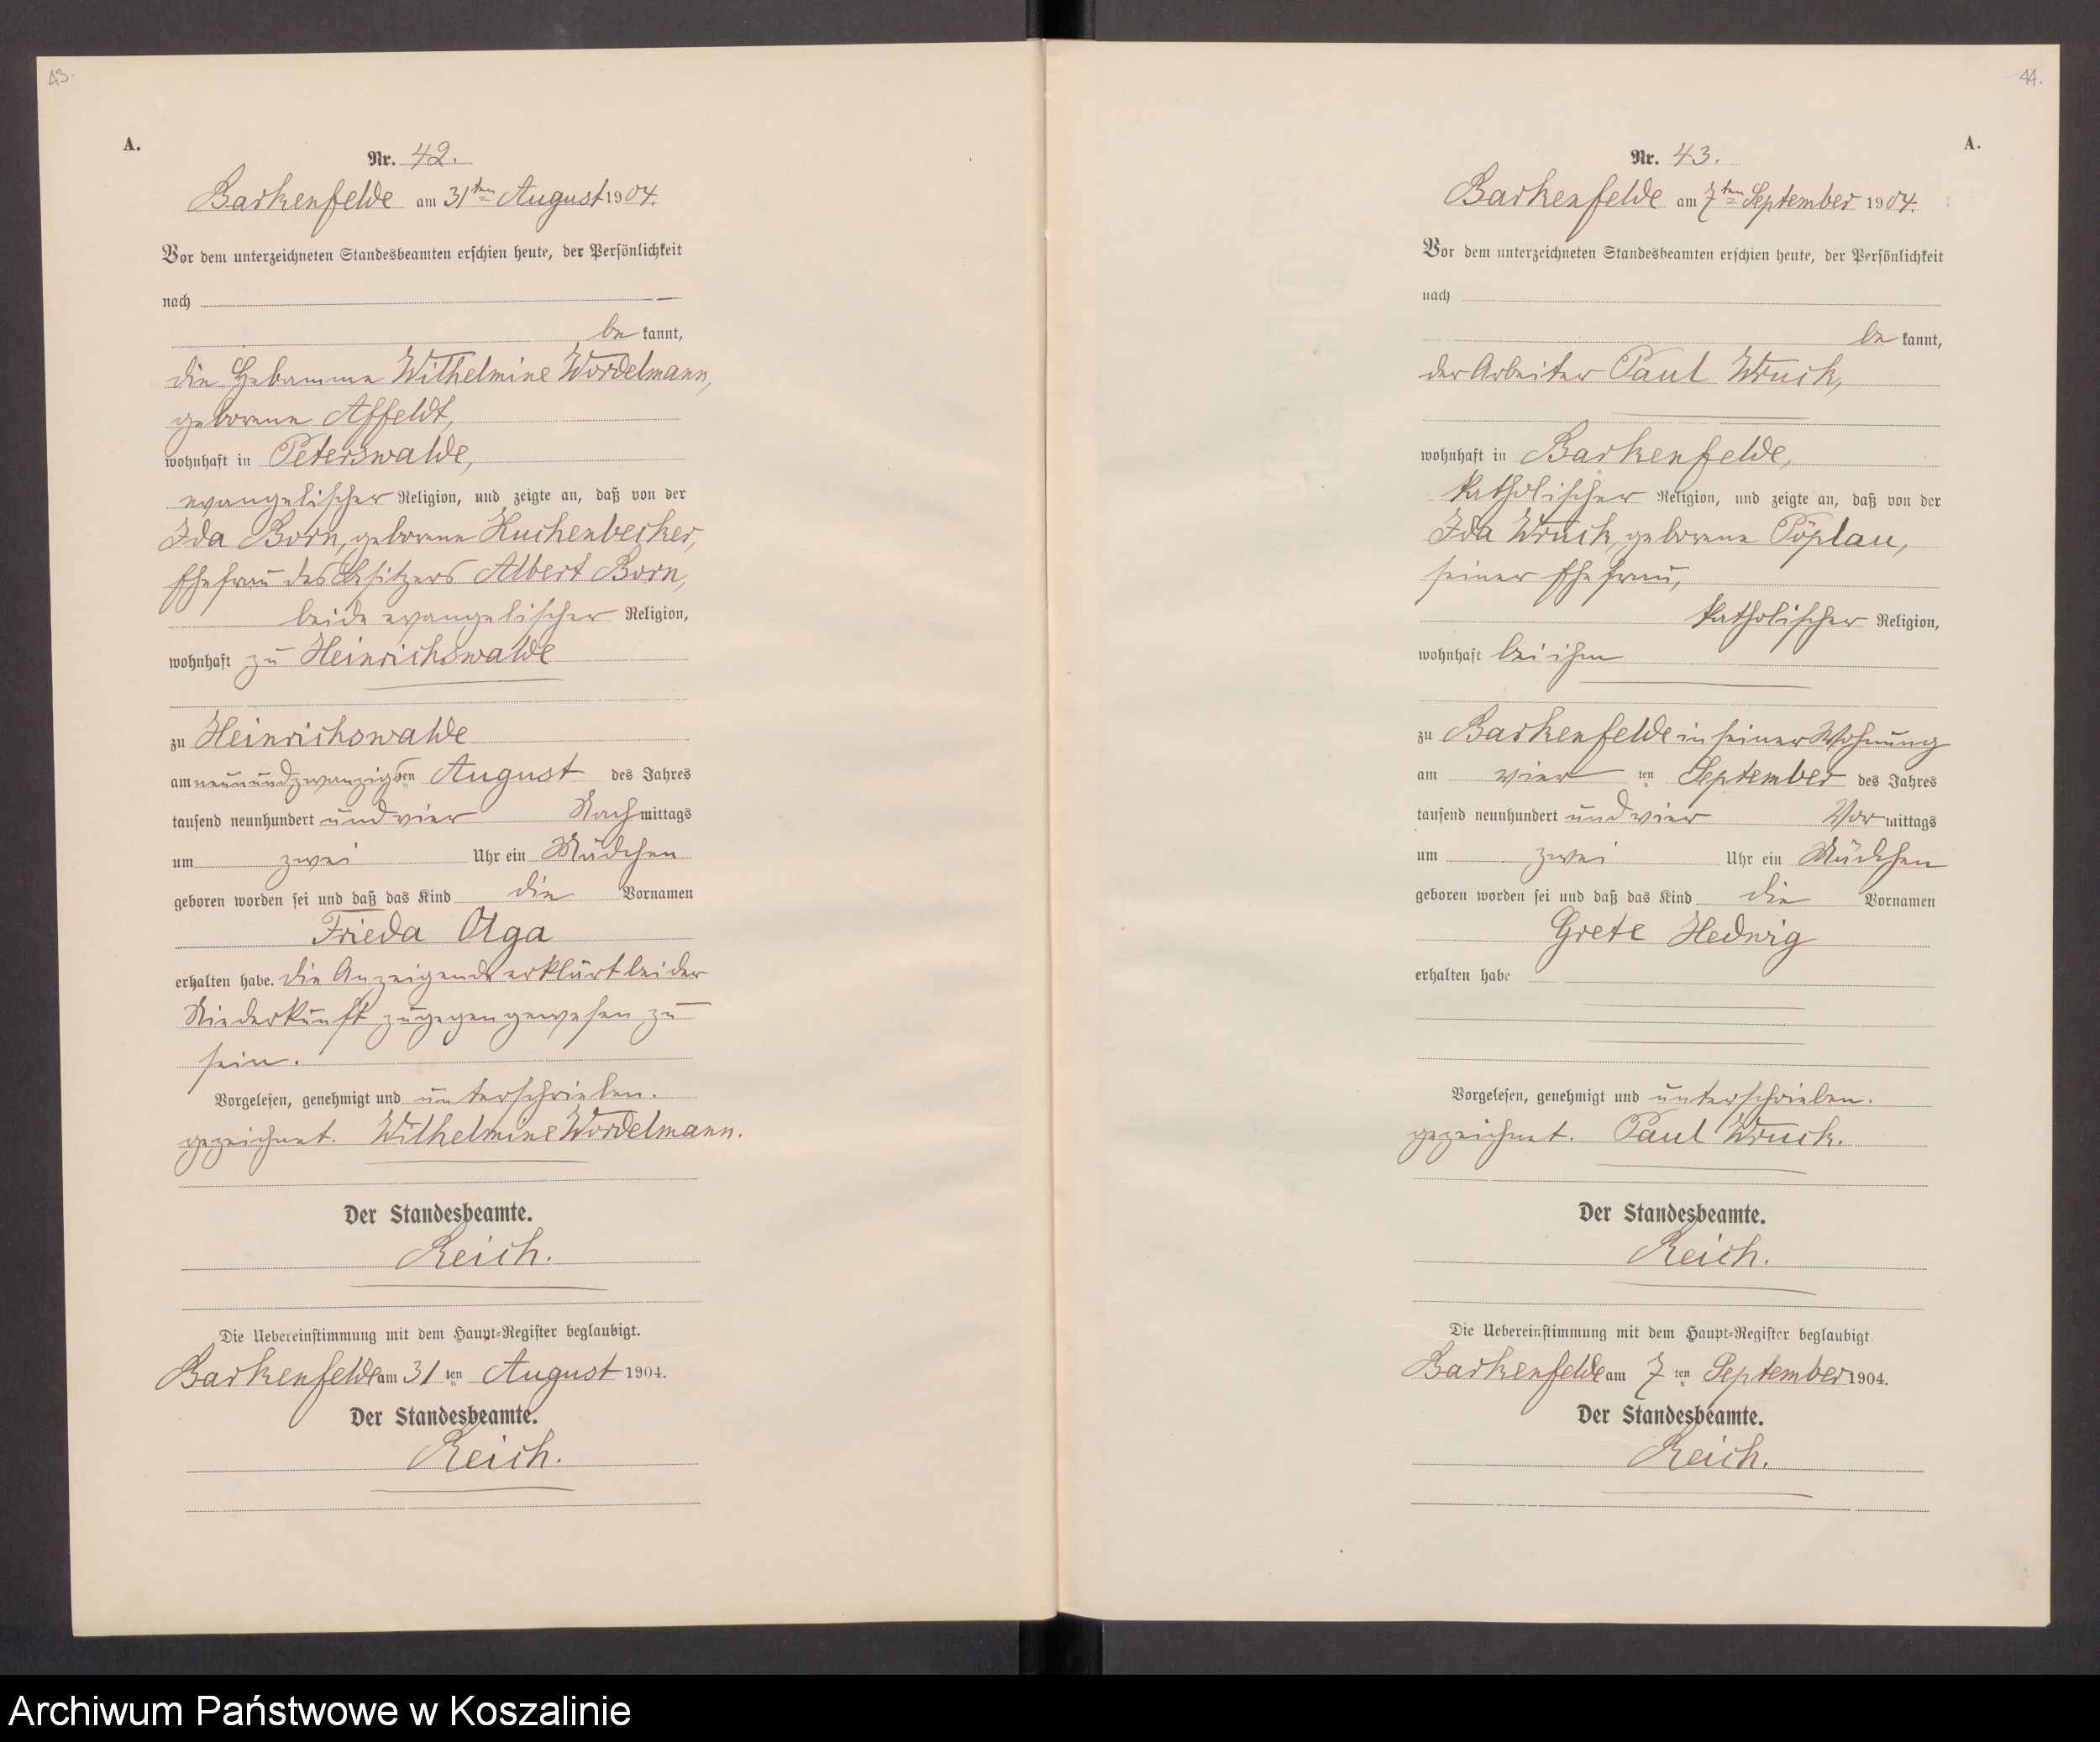 43.
A.
Nr. 42.
Barkenfelde am 31ten August 1904.
Vor dem unterzeichneten Standesbeamten erschien heute, der Persönlichkeit
nach
be kannt,
die Hebamme Wilhelmine Wordelmann,
geborene Affeldt,
wohnhaft in Peterswalde,
evangelischer Religion, und zeigte an, daß von der
Ida Born, geborene Kuchenbecker,
Ehefrau des Besitzers Albert Born,
beide evangelischer Religion,
wohnhaft zu Heinrichswalde
zu Heinrichswalde
am neunundzwanzigsten August des Jahres
tausend neunhundert und vier Nachmittags
um zwei Uhr ein Mädchen
geboren worden sei und daß das Kind die Vornamen
Frieda Olga
erhalten habe. Die Anzeigende erklärt bei der
Niederkunft zugegen gewesen zu
sein.
Vorgelesen, genehmigt und unterschrieben.
gezeichnet. Wilhelmine Wordelmann.
Der Standesbeamte.
Reich.
Die Uebereinstimmung mit dem Haupt-Register beglaubigt.
Barkenfelde am 31 ten August 1904.
Der Standesbeamte.
Reich.
44.
A.
Nr. 43.
Barkenfelde am 7ten September 1904.
Vor dem unterzeichneten Standesbeamten erschien heute, der Persönlichkeit
nach
be kannt,
der Arbeiter Paul Wruck,
wohnhaft in Barkenfelde,
katholischer Religion, und zeigte an, daß von der
Ida Wruck, geborene Pöplau,
seiner Ehefrau,
katholischer Religion,
wohnhaft bei ihm
zu Barkenfelde in seiner Wohnung
am vier ten September des Jahres
tausend neunhundert und vier Vormittags
um zwei Uhr ein Mädchen
geboren worden sei und daß das Kind die Vornamen
Grete Hedwig
erhalten habe
Vorgelesen, genehmigt und unterschrieben.
gezeichnet. Paul Wruck.
Der Standesbeamte.
Reich.
Die Uebereinstimmung mit dem Haupt-Register beglaubigt.
Barkenfelde am 7 ten September 1904.
Der Standesbeamte.
Reich.
Archiwum Państwowe w Koszalinie